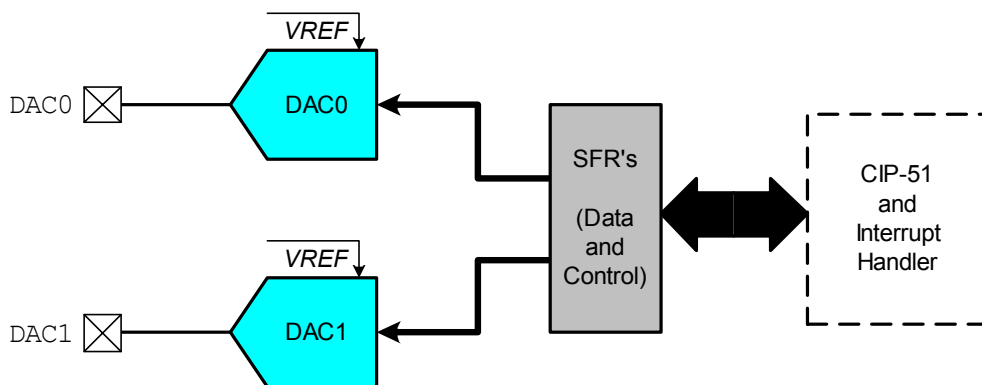 VREF
DAC0
DAC0
SFR's
(Data
and
Control)
CIP-51
and
Interrupt
Handler
VREF
DAC1
DAC1